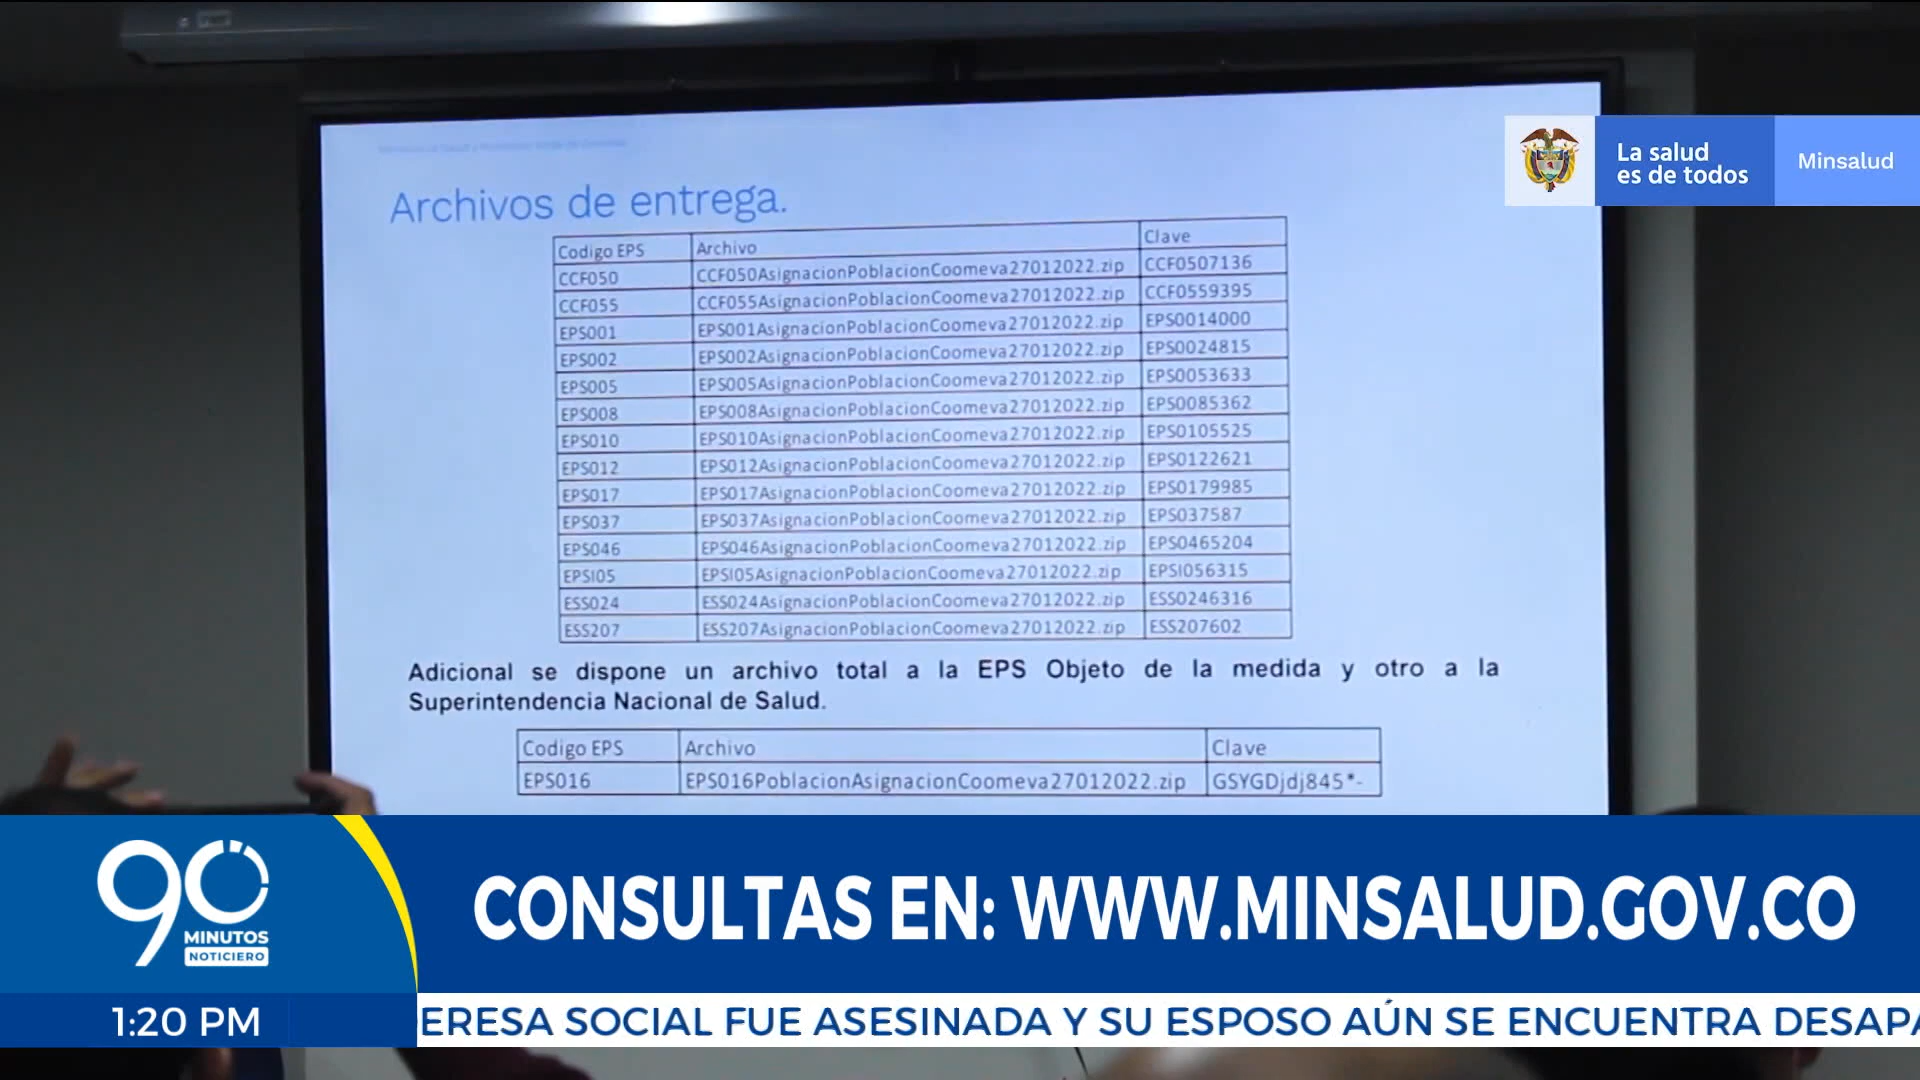 La salud
es de todos
Minsalud
Archivos de entrega.
Codigo EPS Archivo Clave
CCF050 CCF050AsignacionPoblacionCoomeva27012022.zip CCF0507136
CCF055 CCF055AsignacionPoblacionCoomeva27012022.zip CCF0559395
EPS001 EPS001AsignacionPoblacionCoomeva27012022.zip EPS0014000
EPS002 EPS002AsignacionPoblacionCoomeva27012022.zip EPS0024815
EPS005 EPS005AsignacionPoblacionCoomeva27012022.zip EPS0053633
EPS008 EPS008AsignacionPoblacionCoomeva27012022.zip EPS0085362
EPS010 EPS010AsignacionPoblacionCoomeva27012022.zip EPS0105525
EPS012 EPS012AsignacionPoblacionCoomeva27012022.zip EPS0122621
EPS017 EPS017AsignacionPoblacionCoomeva27012022.zip EPS0179985
EPS037 EPS037AsignacionPoblacionCoomeva27012022.zip EPS037587
EPS046 EPS046AsignacionPoblacionCoomeva27012022.zip EPS0465204
EPSI05 EPSI05AsignacionPoblacionCoomeva27012022.zip EPSI056315
ESS024 ESS024AsignacionPoblacionCoomeva27012022.zip ESS0246316
ESS207 ESS207AsignacionPoblacionCoomeva27012022.zip ESS207602
Adicional se dispone un archivo total a la EPS Objeto de la medida y otro a la
Superintendencia Nacional de Salud.
Codigo EPS Archivo Clave
EPS016 EPS016PoblacionAsignacionCoomeva27012022.zip GSYGDjdj845*-
90
MINUTOS
NOTICIERO
CONSULTAS EN: WWW.MINSALUD.GOV.CO
1:20 PM
ERESA SOCIAL FUE ASESINADA Y SU ESPOSO AÚN SE ENCUENTRA DESAPA